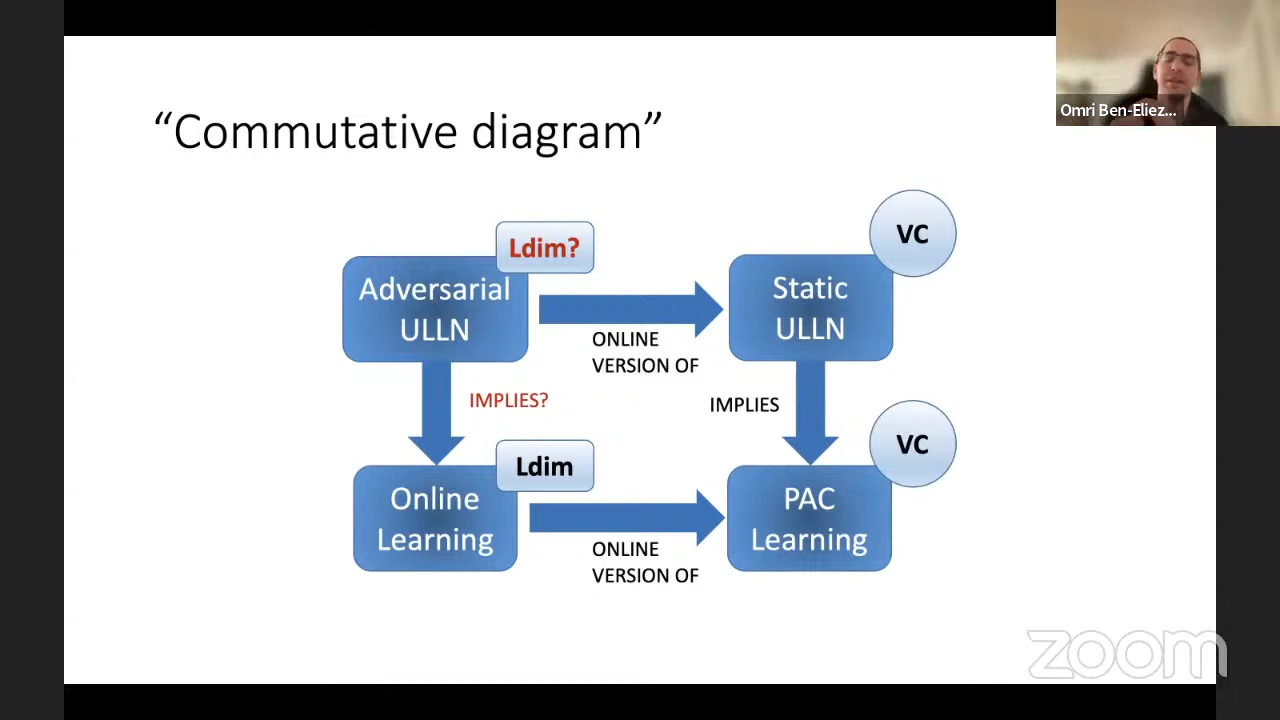 Omri Ben-Eliez...
“Commutative diagram”
Ldim?
VC
Adversarial
ULLN
Static
ULLN
ONLINE
VERSION OF
IMPLIES?
IMPLIES
Ldim
VC
Online
Learning
PAC
Learning
ONLINE
VERSION OF
zoom